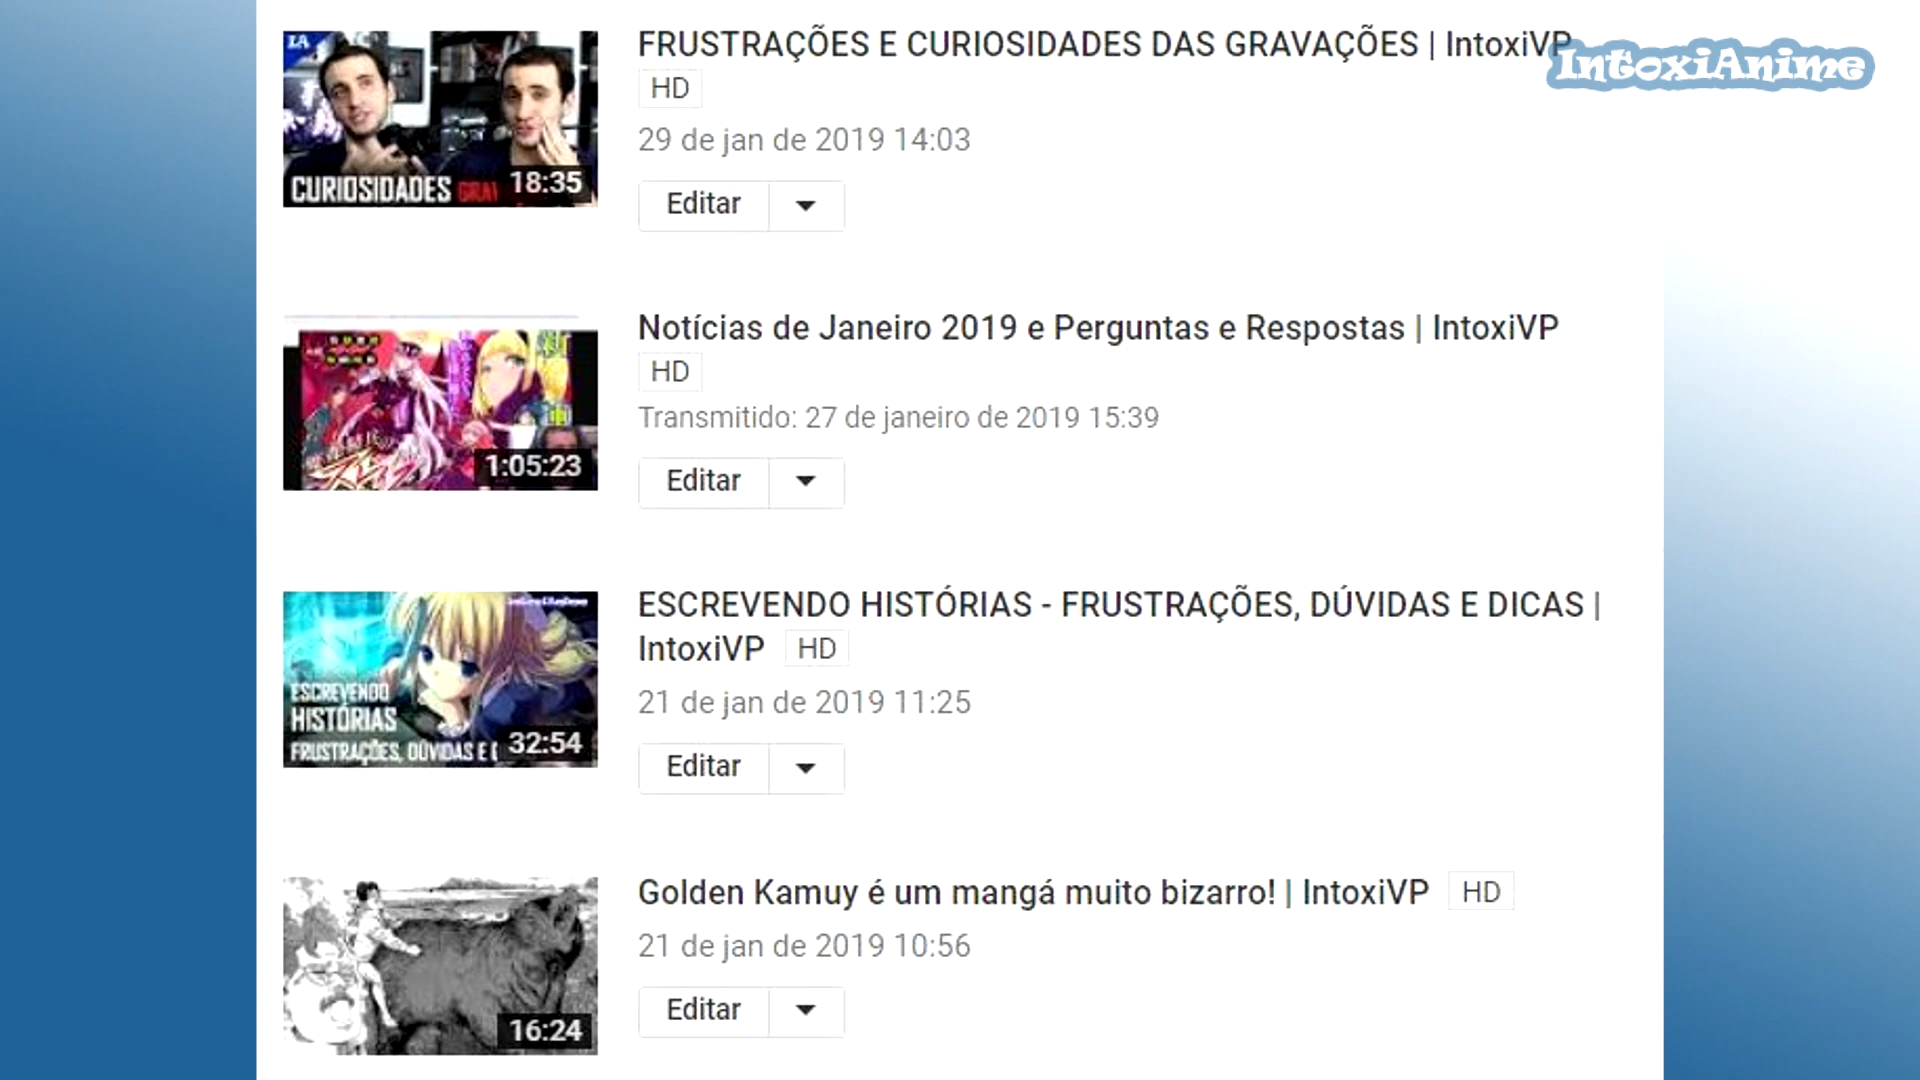 FRUSTRAÇÕES E CURIOSIDADES DAS GRAVAÇÕES | IntoxiVP
IntoxiAnime
HD
29 de jan de 2019 14:03
Editar
LA
CURIOSIDADES
18:35
Notícias de Janeiro 2019 e Perguntas e Respostas | IntoxiVP
HD
Transmitido: 27 de janeiro de 2019 15:39
Editar
1:05:23
ESCREVENDO HISTÓRIAS - FRUSTRAÇÕES, DÚVIDAS E DICAS |
IntoxiVP HD
21 de jan de 2019 11:25
Editar
ESCREVENDO
HISTÓRIAS
FRUSTRAÇÕES, DÚVIDAS E
32:54
Golden Kamuy é um mangá muito bizarro! | IntoxiVP HD
21 de jan de 2019 10:56
Editar
16:24